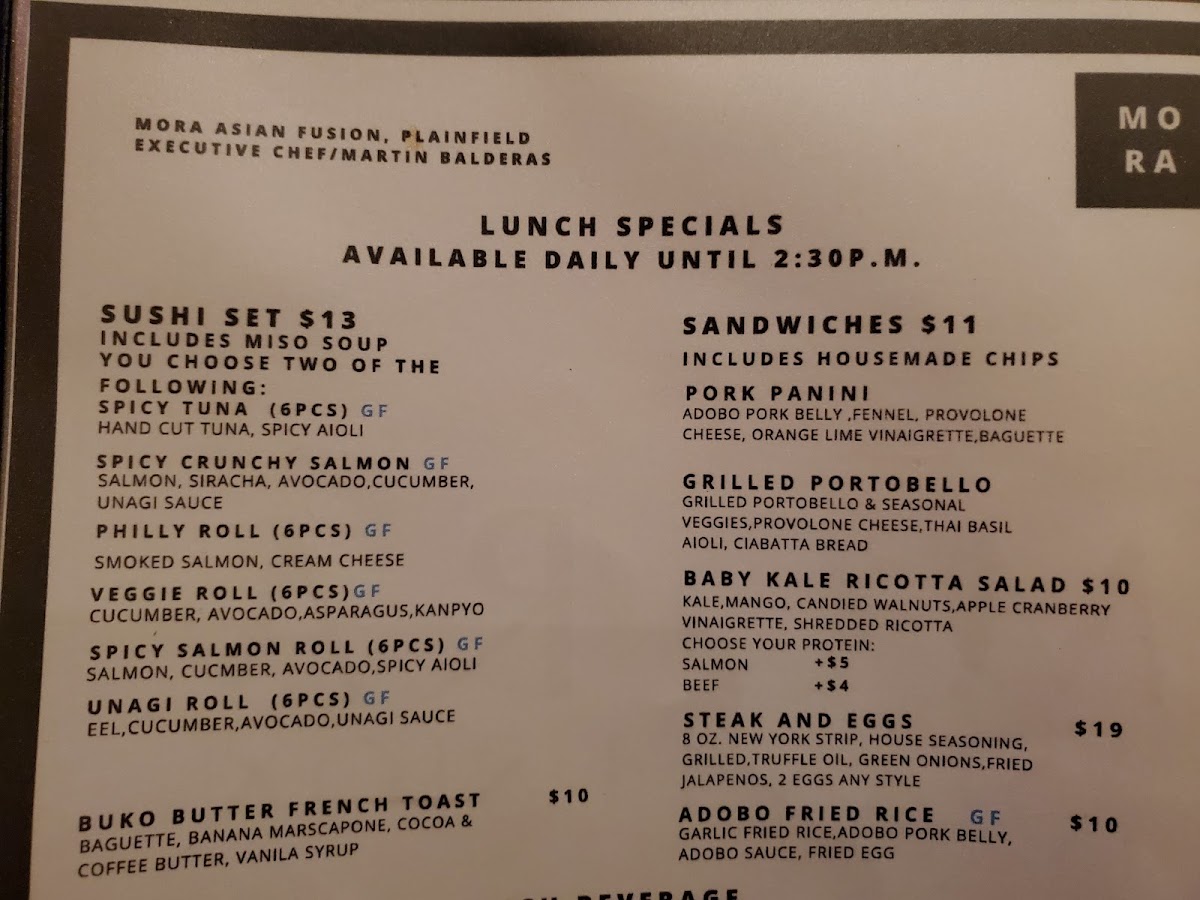 MORA ASIAN FUSION, PLAINFIELD
EXECUTIVE CHEF/MARTIN BALDERAS
MO
RA
LUNCH SPECIALS
AVAILABLE DAILY UNTIL 2:30P.M.
SUSHI SET $13
INCLUDES MISO SOUP
YOU CHOOSE TWO OF THE
FOLLOWING:
SPICY TUNA (6PCS) GF
HAND CUT TUNA, SPICY AIOLI
SPICY CRUNCHY SALMON GF
SALMON, SIRACHA, AVOCADO,CUCUMBER,
UNAGI SAUCE
PHILLY ROLL (6PCS) GF
SMOKED SALMON, CREAM CHEESE
VEGGIE ROLL (6PCS)GF
CUCUMBER, AVOCADO,ASPARAGUS,KANPYO
SPICY SALMON ROLL (6PCS) GF
SALMON, CUCMBER, AVOCADO,SPICY AIOLI
UNAGI ROLL (6PCS) GF
EEL,CUCUMBER,AVOCADO,UNAGI SAUCE
BUKO BUTTER FRENCH TOAST $10
BAGUETTE, BANANA MARSCAPONE, COCOA &
COFFEE BUTTER, VANILA SYRUP
SANDWICHES $11
INCLUDES HOUSEMADE CHIPS
PORK PANINI
ADOBO PORK BELLY ,FENNEL, PROVOLONE
CHEESE, ORANGE LIME VINAIGRETTE,BAGUETTE
GRILLED PORTOBELLO
GRILLED PORTOBELLO & SEASONAL
VEGGIES,PROVOLONE CHEESE,THAI BASIL
AIOLI, CIABATTA BREAD
BABY KALE RICOTTA SALAD $10
KALE,MANGO, CANDIED WALNUTS,APPLE CRANBERRY
VINAIGRETTE, SHREDDED RICOTTA
CHOOSE YOUR PROTEIN:
SALMON +$5
BEEF +$4
STEAK AND EGGS $19
8 OZ. NEW YORK STRIP, HOUSE SEASONING,
GRILLED,TRUFFLE OIL, GREEN ONIONS,FRIED
JALAPENOS, 2 EGGS ANY STYLE
ADOBO FRIED RICE GF $10
GARLIC FRIED RICE,ADOBO PORK BELLY,
ADOBO SAUCE, FRIED EGG
BEVERAGE